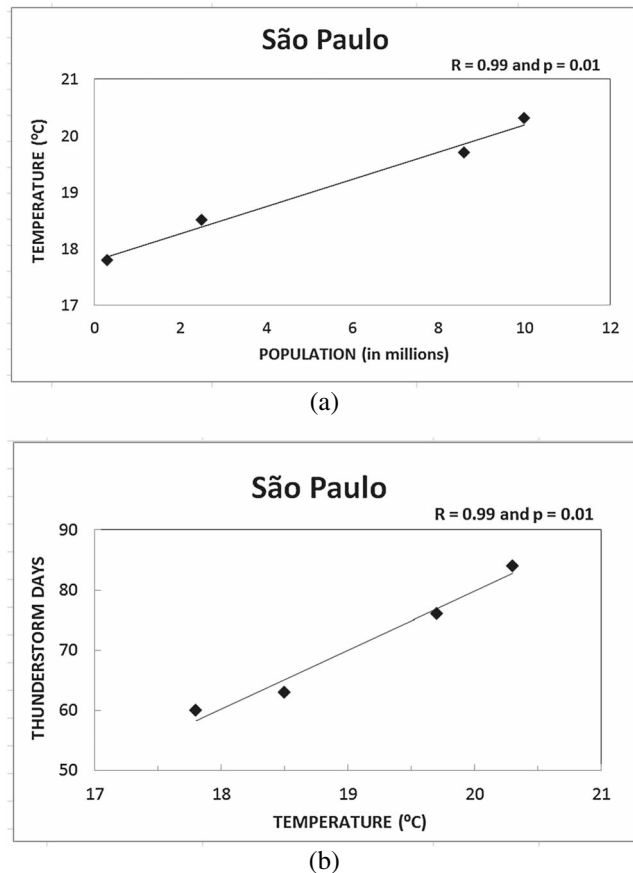 São Paulo
R = 0.99 and p = 0.01
TEMPERATURE (ºC)
21
20
19
18
17
0 2 4 6 8 10 12
POPULATION (in millions)
(a)
São Paulo
R = 0.99 and p = 0.01
THUNDERSTORM DAYS
90
80
70
60
50
17 18 19 20 21
TEMPERATURE (ºC)
(b)